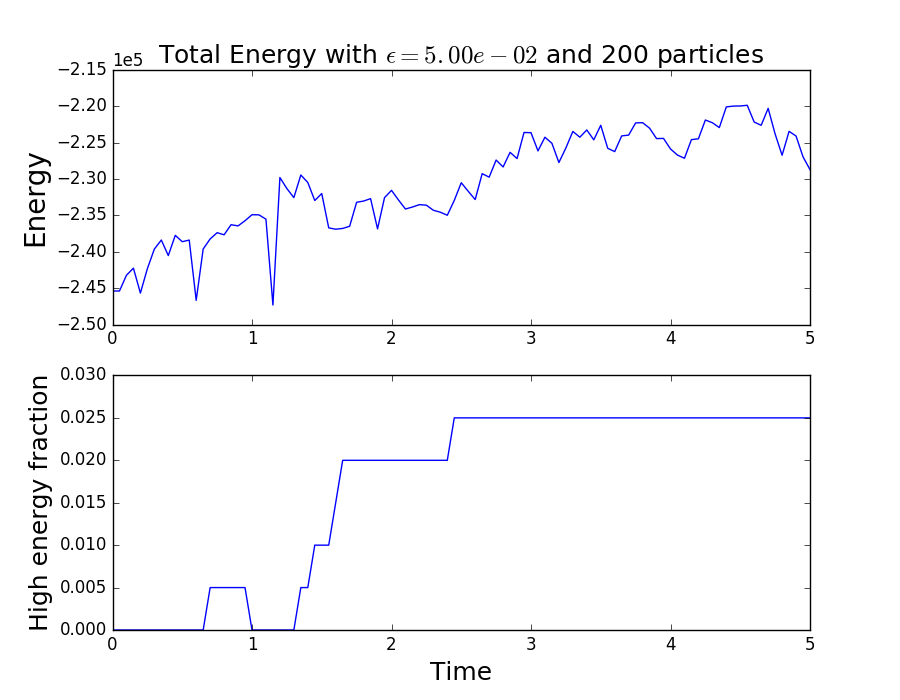 Total Energy with ϵ = 5.00e − 02 and 200 particles
1e5
−2.15
−2.20
−2.25
−2.30
−2.35
−2.40
−2.45
−2.50
Energy
0 1 2 3 4 5
0.030
0.025
0.020
0.015
0.010
0.005
0.000
High energy fraction
0 1 2 3 4 5
Time